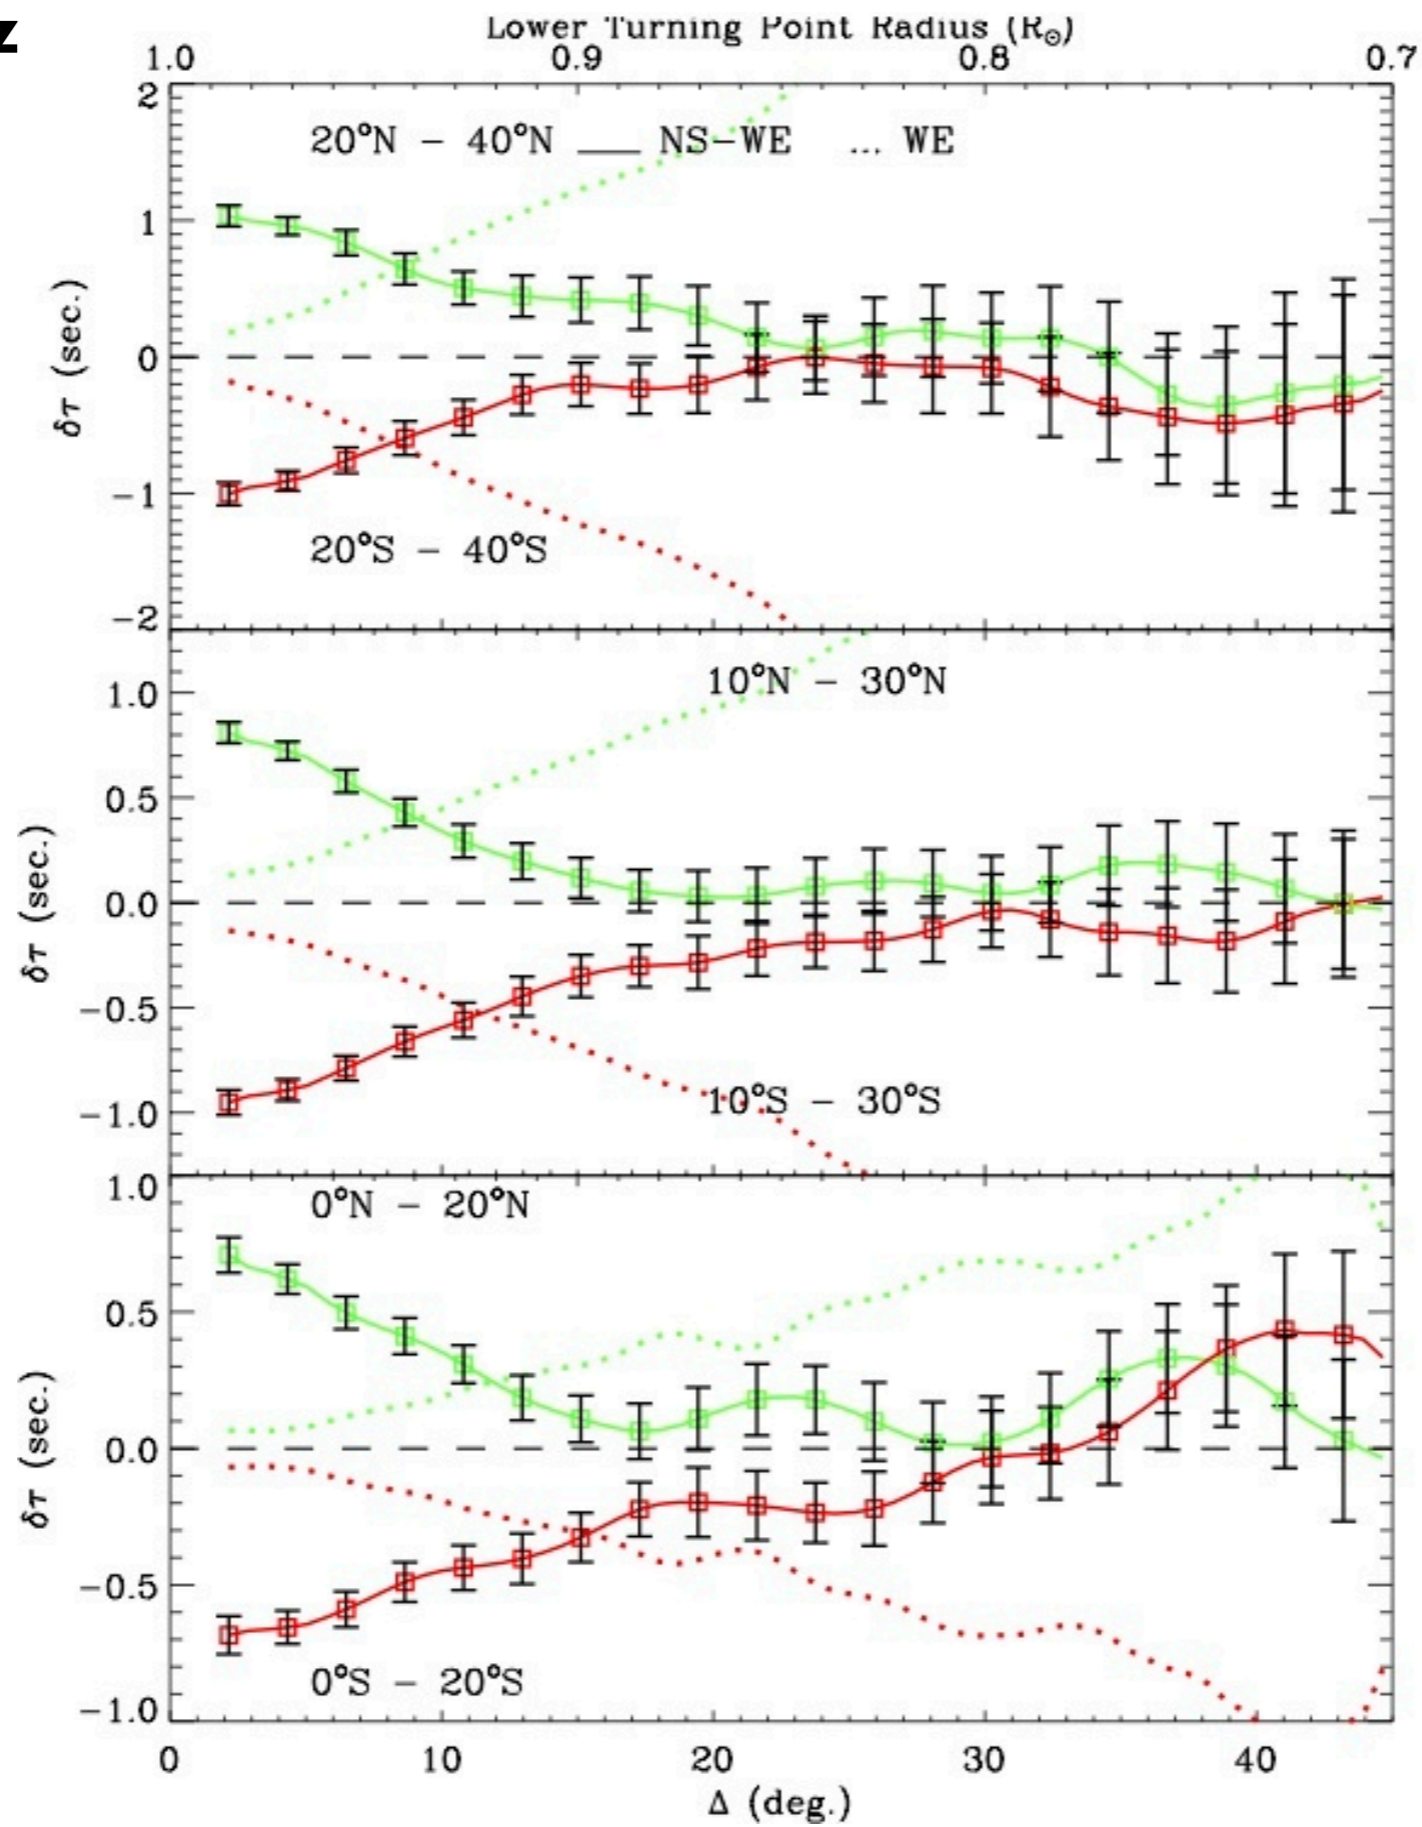 z
Lower Turning Point Radius (R⊙)
1.0 0.9 0.8 0.7
2
20°N – 40°N ___ NS–WE ... WE
1
0
−1
20°S – 40°S
−2
δτ (sec.)
10°N – 30°N
1.0
0.5
0.0
−0.5
−1.0
10°S – 30°S
δτ (sec.)
1.0
0°N – 20°N
0.5
0.0
−0.5
0°S – 20°S
−1.0
δτ (sec.)
0 10 20 30 40
Δ (deg.)